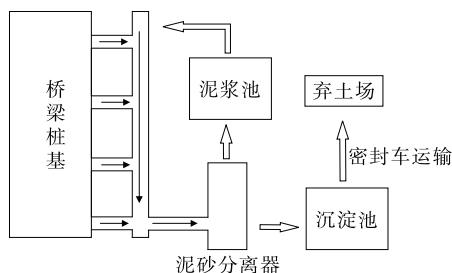 桥梁桩基
泥浆池
弃土场
密封车运输
沉淀池
泥砂分离器